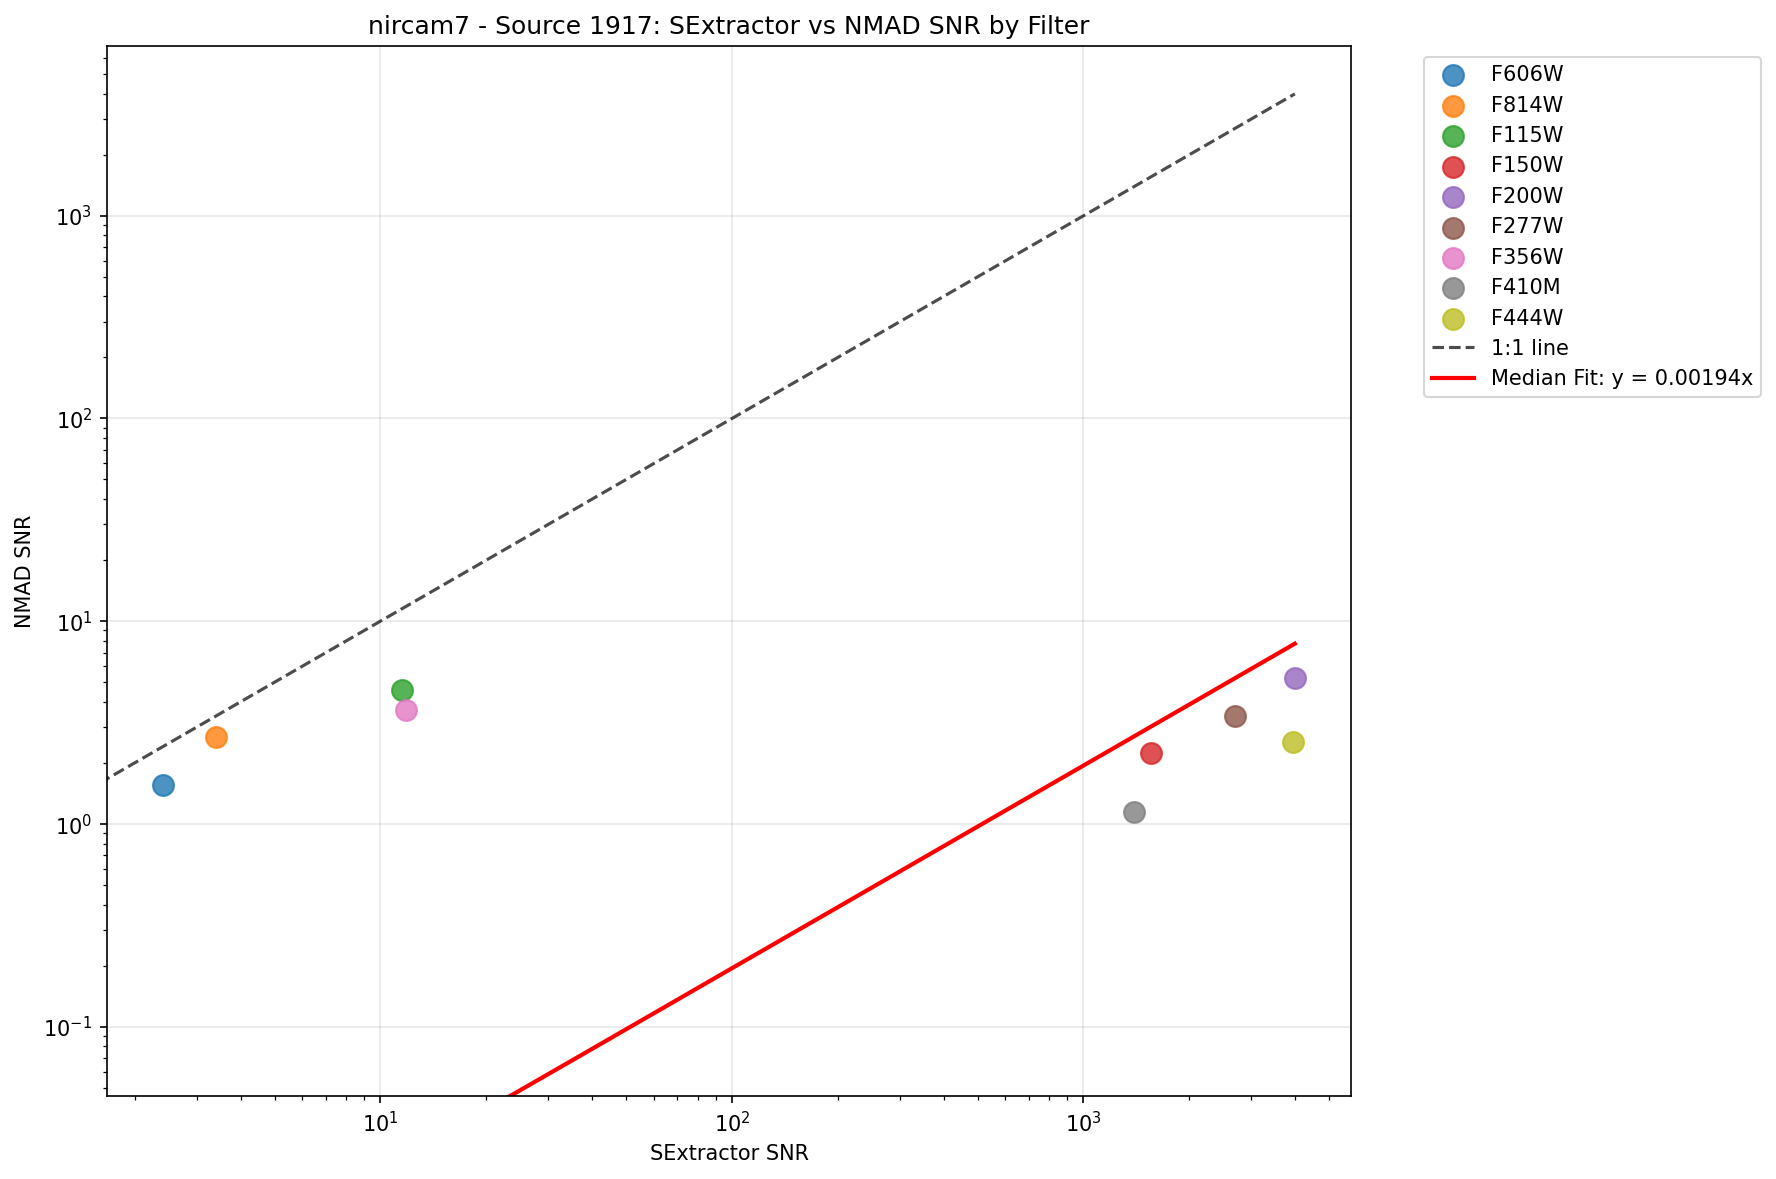 nircam7 - Source 1917: SExtractor vs NMAD SNR by Filter
F606W
F814W
F115W
F150W
F200W
F277W
F356W
F410M
F444W
1:1 line
Median Fit: y = 0.00194x
NMAD SNR
10³
10²
10¹
10⁰
10⁻¹
10¹ 10² 10³
SExtractor SNR